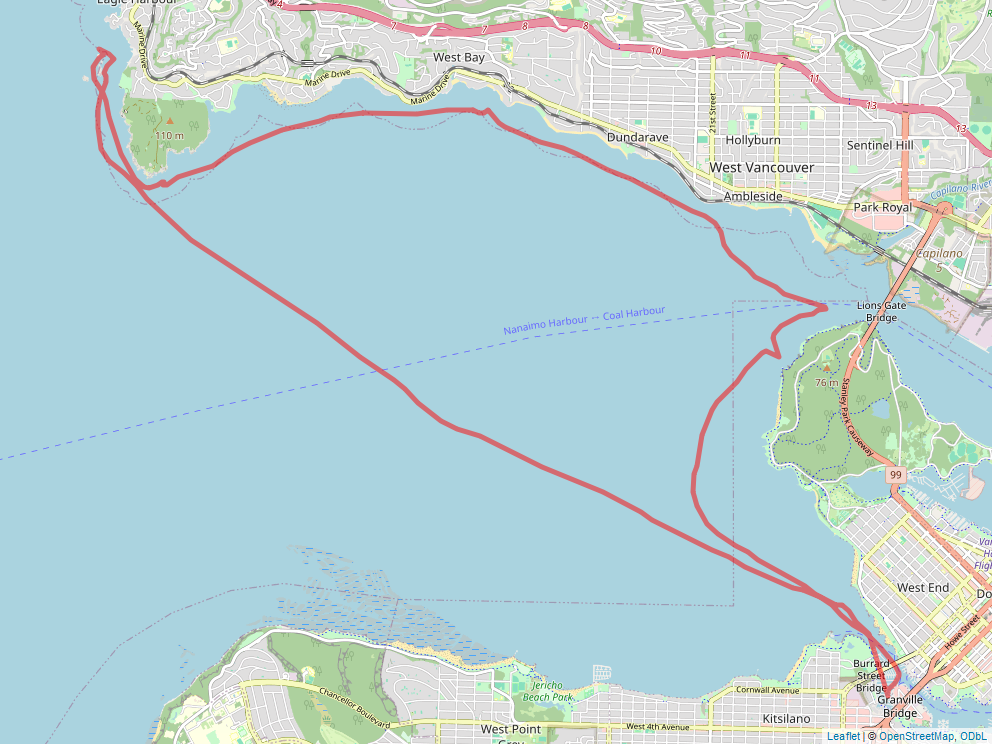 Eagle Harbour
4
7
7
8
8
10
10
11
11
13
13
Marine Drive
Marine Drive
Marine Drive
West Bay
21st Street
Dundarave
Hollyburn
Sentinel Hill
West Vancouver
Ambleside
Park Royal
Capilano River
Capilano
5
110 m
Lions Gate
Bridge
Nanaimo Harbour -- Coal Harbour
76 m
Stanley Park Causeway
99
West End
Howe Street
Burrard
Street
Bridge
Granville
Bridge
Jericho
Beach Park
Cornwall Avenue
West 4th Avenue
Kitsilano
Chancellor Boulevard
West Point
Leaflet | © OpenStreetMap, ODbL